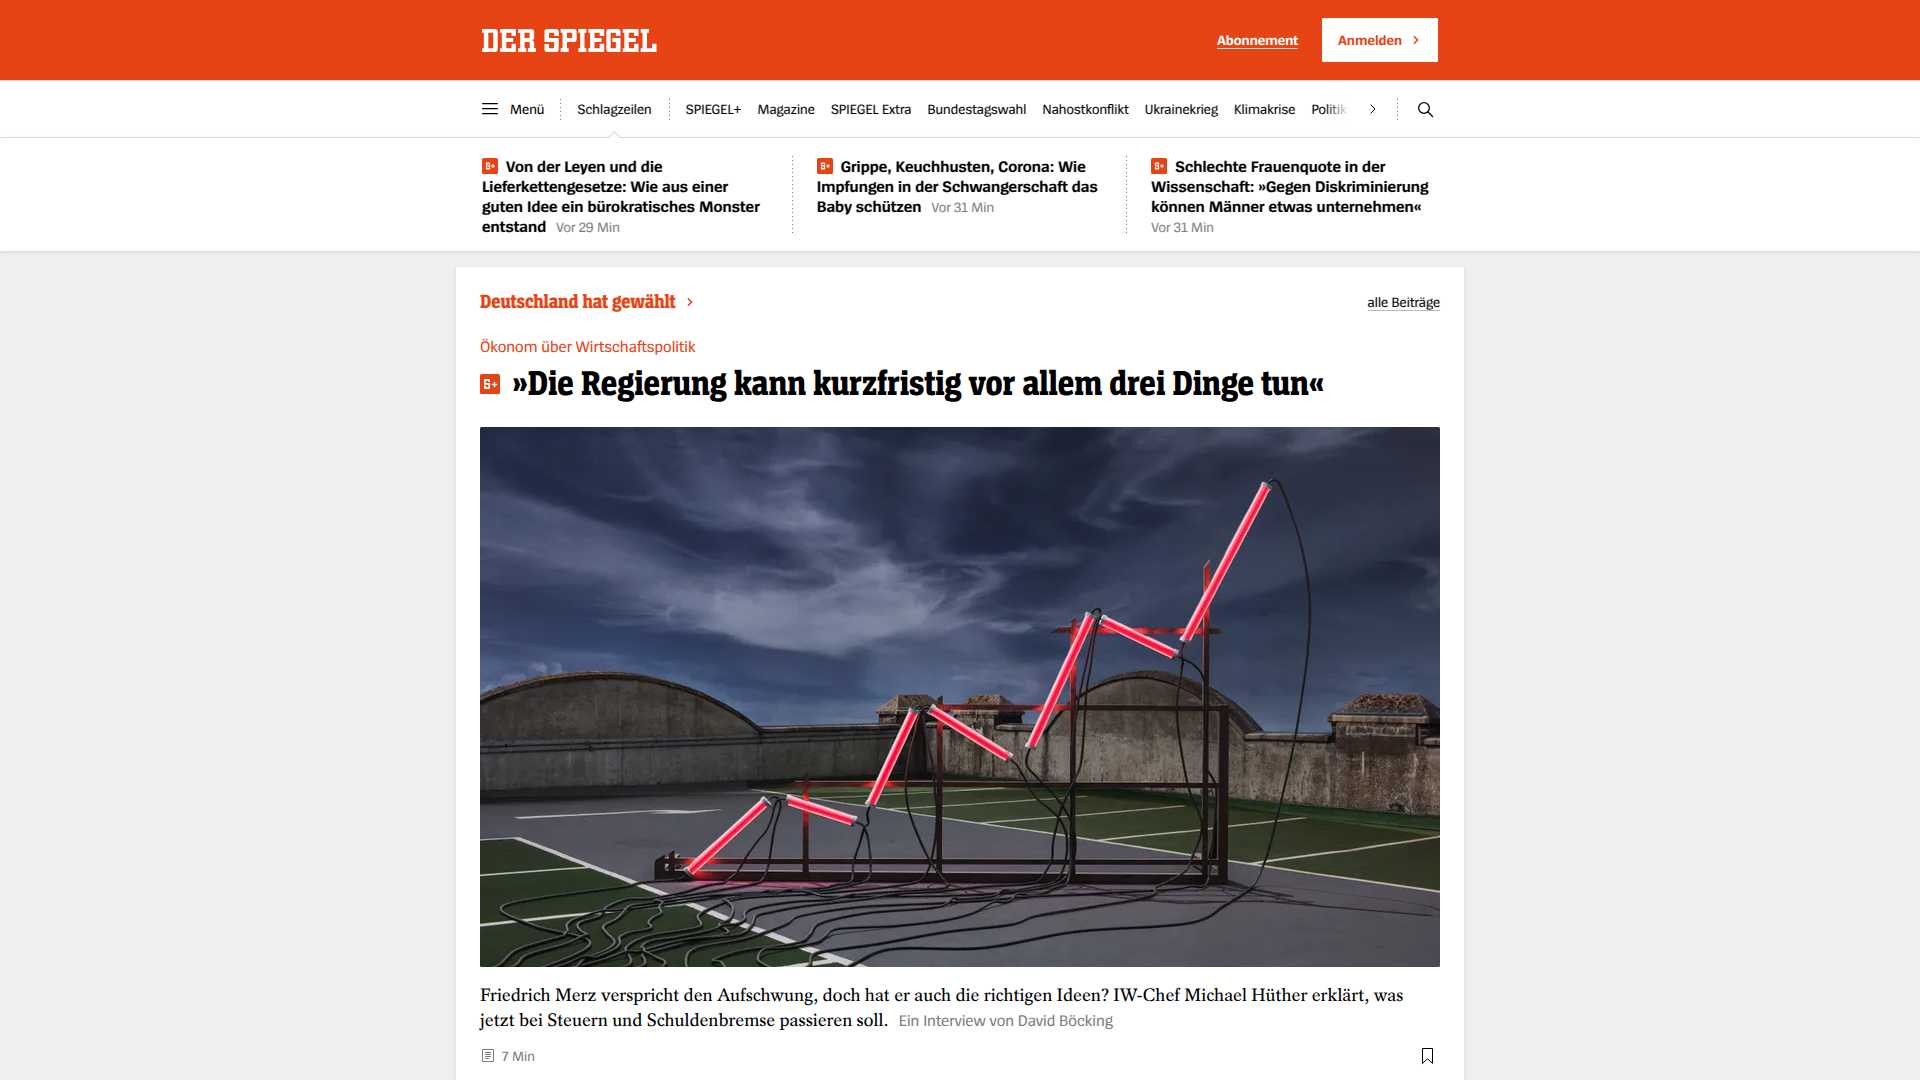 DER SPIEGEL
Abonnement
Anmelden
Menü
Schlagzeilen
SPIEGEL+
Magazine
SPIEGEL Extra
Bundestagswahl
Nahostkonflikt
Ukrainekrieg
Klimakrise
Politik
S+ Von der Leyen und die
Lieferkettengesetze: Wie aus einer
guten Idee ein bürokratisches Monster
entstand Vor 29 Min
S+ Grippe, Keuchhusten, Corona: Wie
Impfungen in der Schwangerschaft das
Baby schützen Vor 31 Min
S+ Schlechte Frauenquote in der
Wissenschaft: »Gegen Diskriminierung
können Männer etwas unternehmen«
Vor 31 Min
Deutschland hat gewählt
alle Beiträge
Ökonom über Wirtschaftspolitik
S+ »Die Regierung kann kurzfristig vor allem drei Dinge tun«
Friedrich Merz verspricht den Aufschwung, doch hat er auch die richtigen Ideen? IW-Chef Michael Hüther erklärt, was
jetzt bei Steuern und Schuldenbremse passieren soll. Ein Interview von David Böcking
7 Min